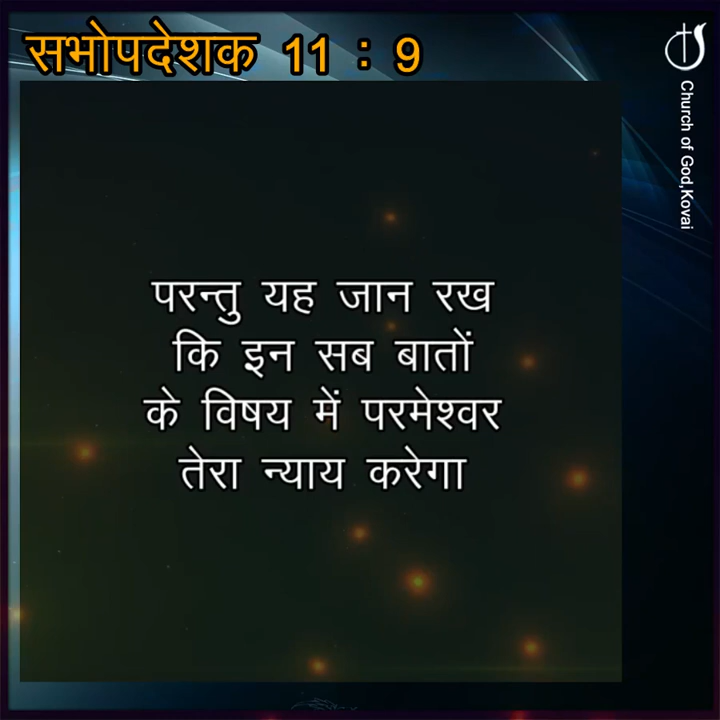 सभोपदेशक 11 : 9
Church of God,Kovai
परन्तु यह जान रख
कि इन सब बातों
के विषय में परमेश्वर
तेरा न्याय करेगा